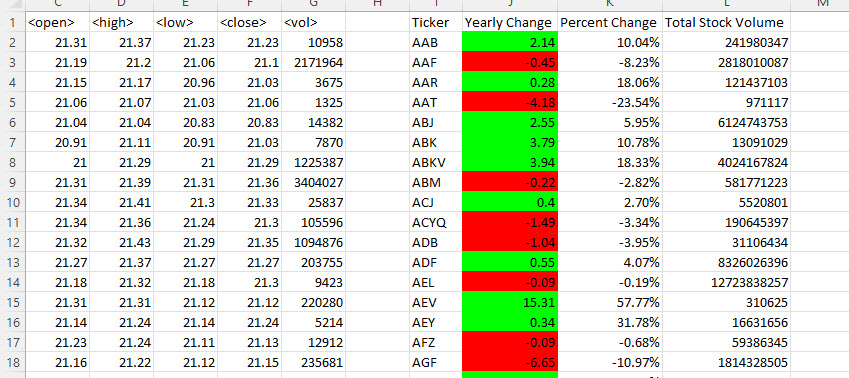 C D E F G H I J K L M
1 <open> <high> <low> <close> <vol> Ticker Yearly Change Percent Change Total Stock Volume
2 21.31 21.37 21.23 21.23 10958 AAB 2.14 10.04% 241980347
3 21.19 21.2 21.06 21.1 2171964 AAF -0.45 -8.23% 2818010087
4 21.15 21.17 20.96 21.03 3675 AAR 0.28 18.06% 121437103
5 21.06 21.07 21.03 21.06 1325 AAT -4.18 -23.54% 971117
6 21.04 21.04 20.83 20.83 14382 ABJ 2.55 5.95% 6124743753
7 20.91 21.11 20.91 21.03 7870 ABK 3.79 10.78% 13091029
8 21 21.29 21 21.29 1225387 ABKV 3.94 18.33% 4024167824
9 21.31 21.39 21.31 21.36 3404027 ABM -0.22 -2.82% 581771223
10 21.34 21.41 21.3 21.33 25837 ACJ 0.4 2.70% 5520801
11 21.34 21.36 21.24 21.3 105596 ACYQ -1.49 -3.34% 190645397
12 21.32 21.43 21.29 21.35 1094876 ADB -1.04 -3.95% 31106434
13 21.27 21.37 21.27 21.27 203755 ADF 0.55 4.07% 8326026396
14 21.18 21.32 21.18 21.3 9423 AEL -0.09 -0.19% 12723838257
15 21.31 21.31 21.12 21.12 220280 AEV 15.31 57.77% 310625
16 21.14 21.24 21.14 21.24 5214 AEY 0.34 31.78% 16631656
17 21.23 21.24 21.11 21.13 12912 AFZ -0.09 -0.68% 59386345
18 21.16 21.22 21.12 21.15 235681 AGF -6.65 -10.97% 1814328505